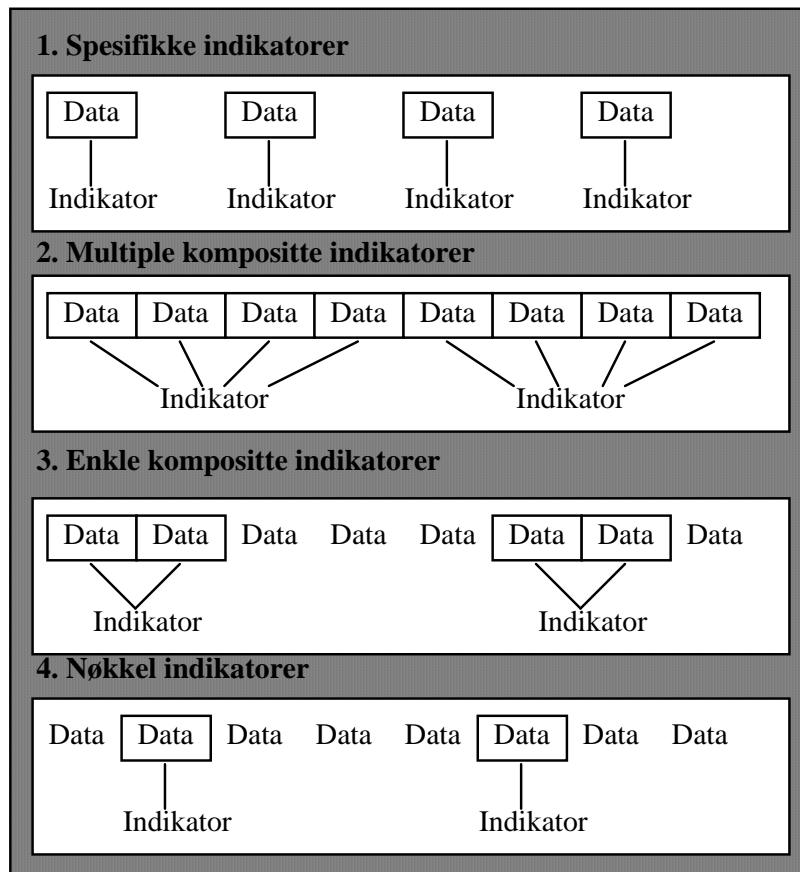 1. Spesifikke indikatorer
Data Data Data Data
Indikator Indikator Indikator Indikator
2. Multiple kompositte indikatorer
Data Data Data Data Data Data Data Data
Indikator Indikator
3. Enkle kompositte indikatorer
Data Data Data Data Data Data Data Data
Indikator Indikator
4. Nøkkel indikatorer
Data Data Data Data Data Data Data Data
Indikator Indikator